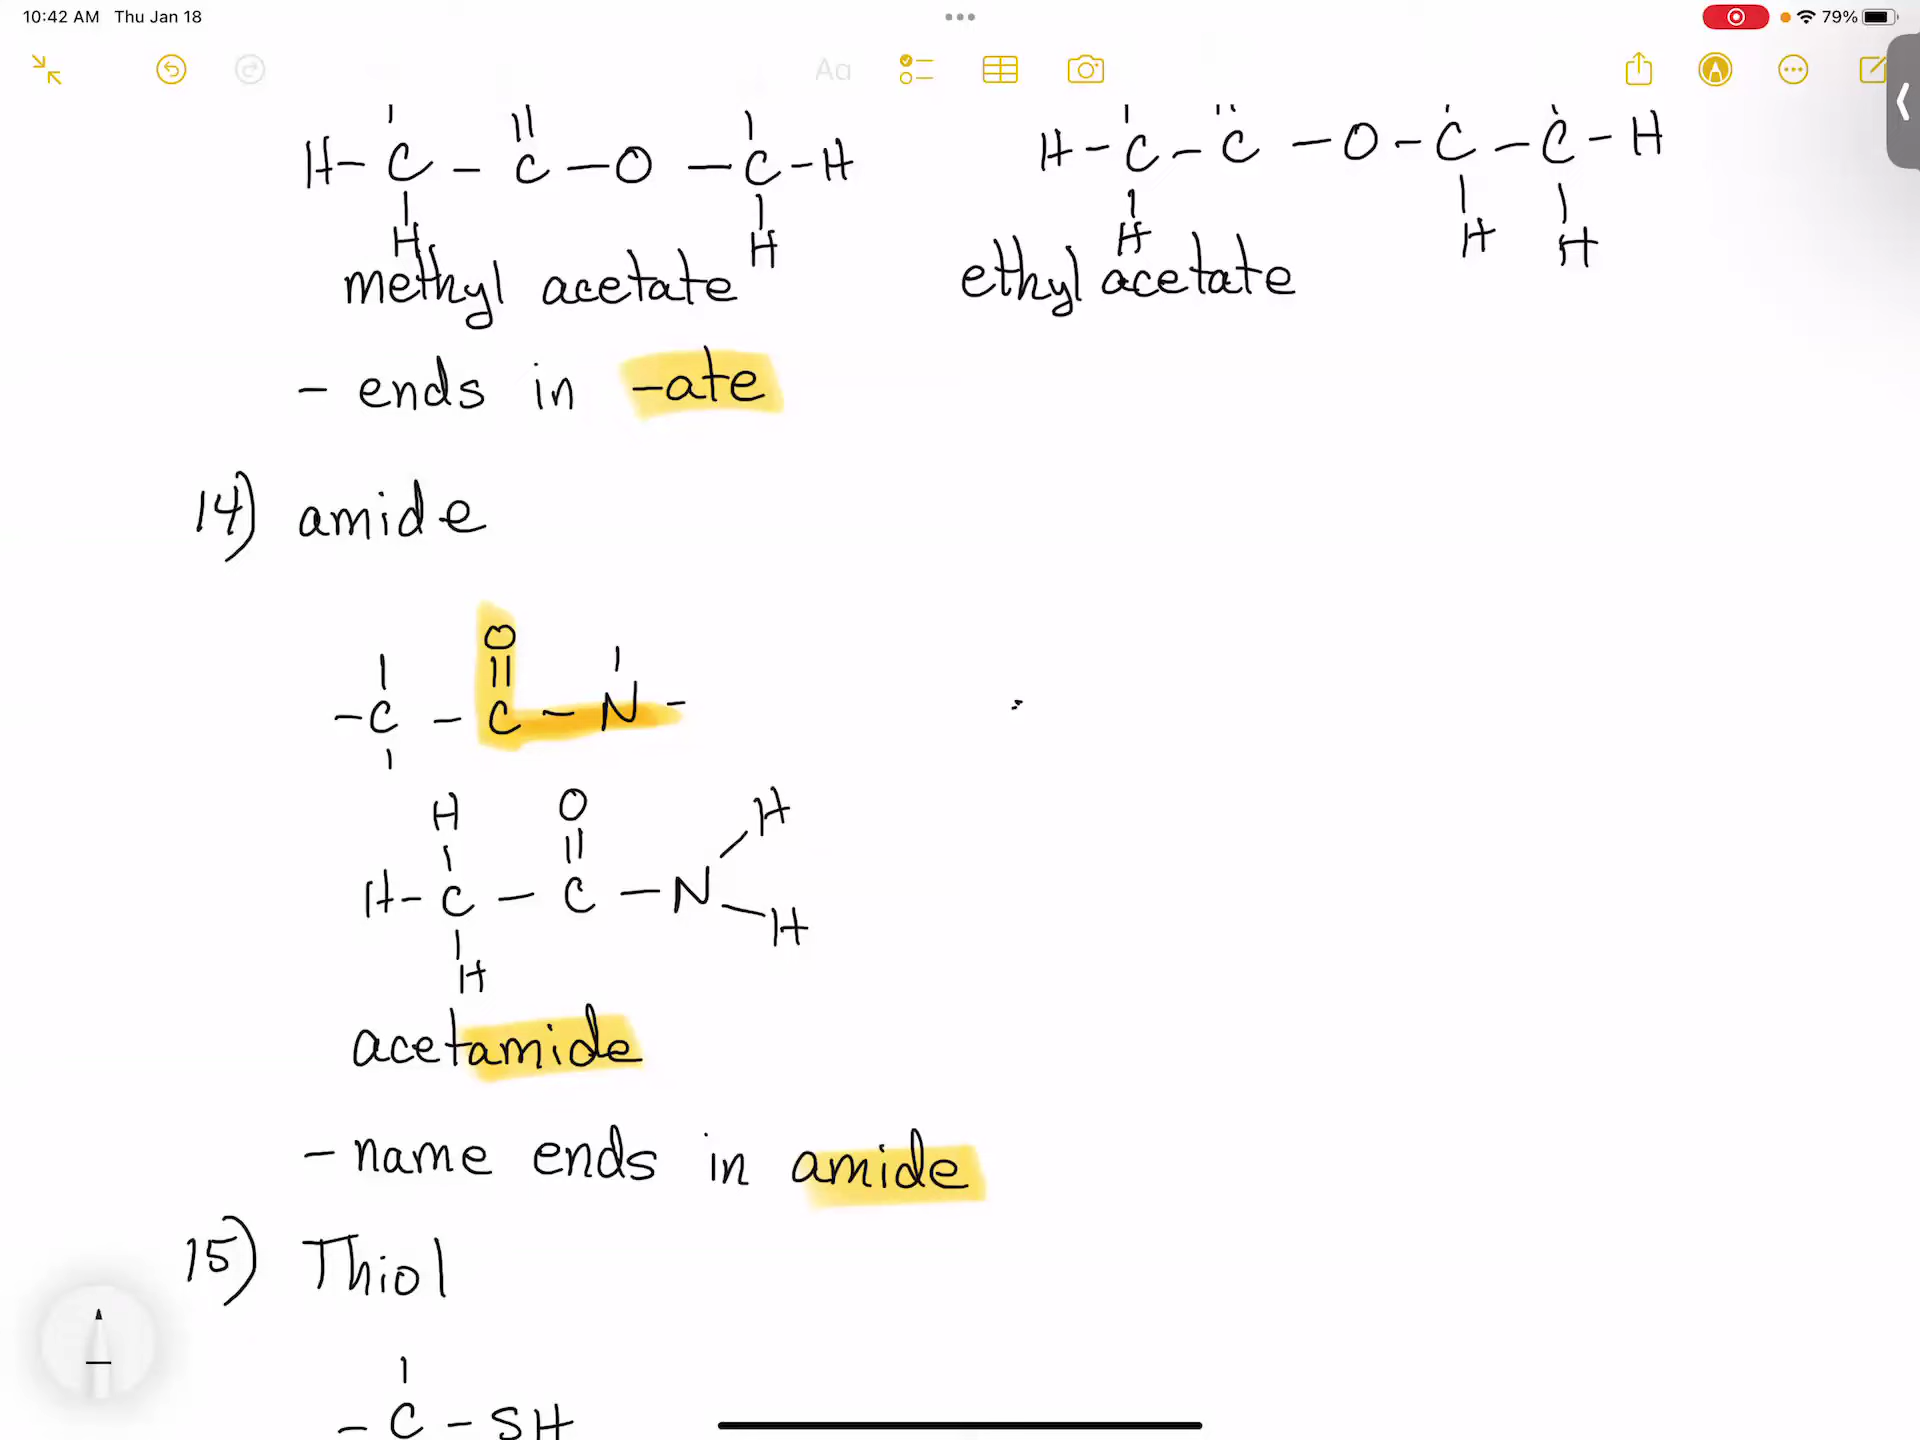 10:42 AM Thu Jan 18
79%
Aa
H - C - C - O - C - H
H H
methyl acetate
H - C - C - O - C - C - H
H H H
ethyl acetate
- ends in -ate
14) amide
O
- C - C - N -
H O H
H - C - C - N
H
H
acetamide
- name ends in amide
15) Thiol
- C - SH